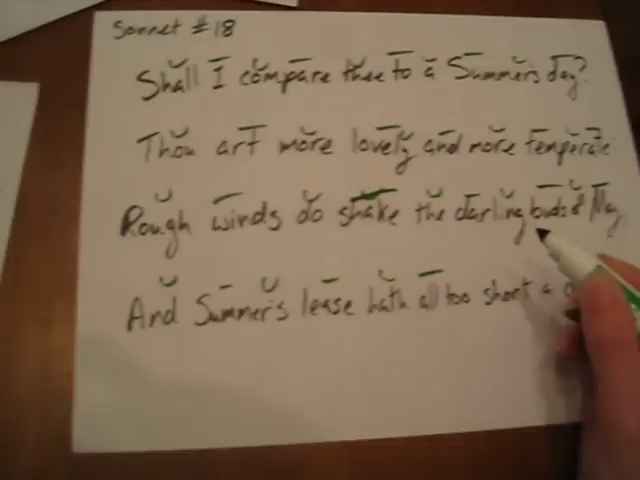 Sonnet #18
Shall I compare thee to a Summer's day?
Thou art more lovely and more temperate:
Rough winds do shake the darling buds of May,
And Summer's lease hath all too short a